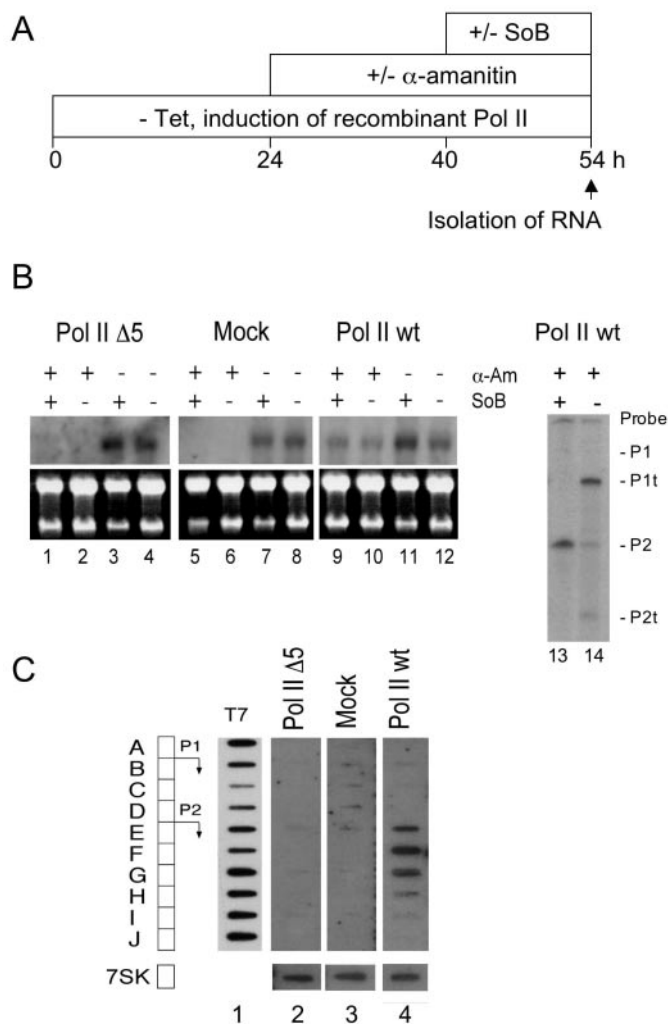 A
+/- SoB
+/- α-amanitin
- Tet, induction of recombinant Pol II
0 24 40 54 h
Isolation of RNA
B
Pol II Δ5 Mock Pol II wt Pol II wt
+ + - - + + - - + + - - α-Am + +
+ - + - + - + - + - + - SoB + -
Probe
- P1
- P1t
- P2
- P2t
1 2 3 4 5 6 7 8 9 10 11 12 13 14
C
T7 Pol II Δ5 Mock Pol II wt
A P1
B
C
D P2
E
F
G
H
I
J
7SK
1 2 3 4